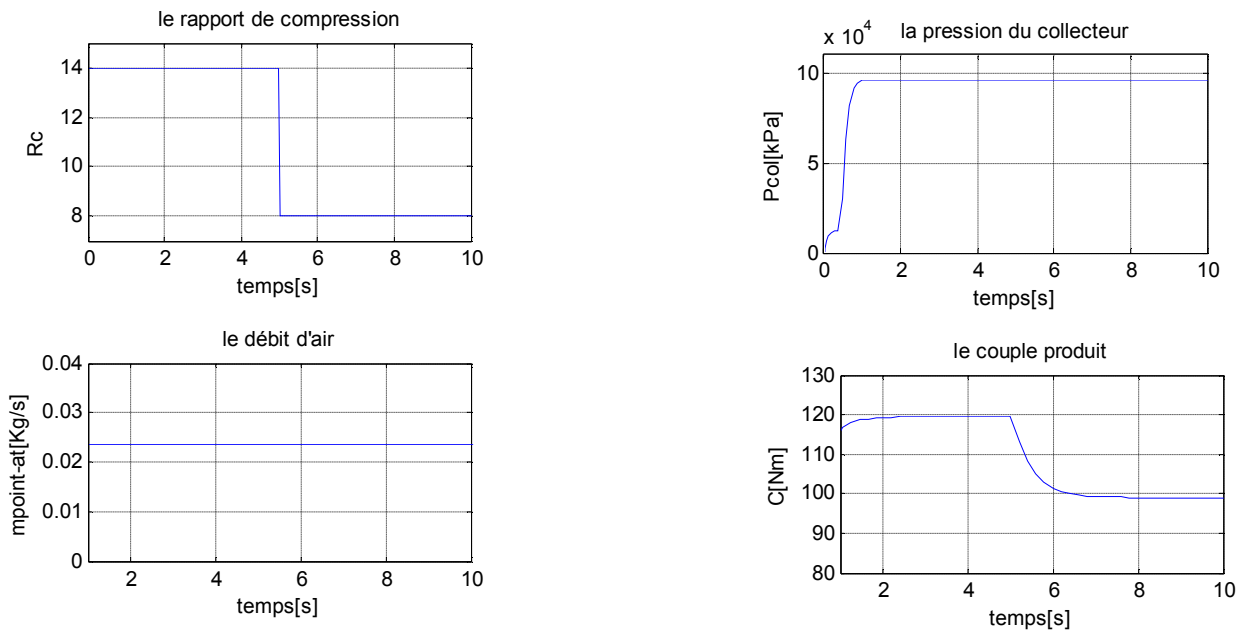 le rapport de compression
14
12
10
8
Rc
0 2 4 6 8 10
temps[s]
x 10^4
la pression du collecteur
10
5
0
Pcol[kPa]
0 2 4 6 8 10
temps[s]
le débit d'air
0.04
0.03
0.02
0.01
0
mpoint-at[Kg/s]
2 4 6 8 10
temps[s]
le couple produit
130
120
110
100
90
80
C[Nm]
2 4 6 8 10
temps[s]